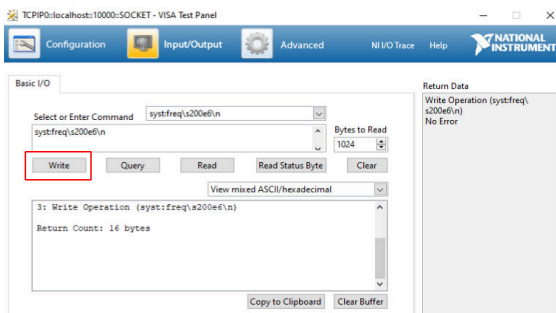 TCPIP0::localhost::10000::SOCKET - VISA Test Panel
Configuration
Input/Output
Advanced
NI I/O Trace
Help
NATIONAL
INSTRUMENT
Basic I/O
Return Data
Write Operation (syst:freq\
s200e6\n)
No Error
Select or Enter Command
syst:freq\s200e6\n
syst:freq\s200e6\n
Bytes to Read
1024
Write
Query
Read
Read Status Byte
Clear
View mixed ASCII/hexadecimal
3: Write Operation (syst:freq\s200e6\n)
Return Count: 16 bytes
Copy to Clipboard
Clear Buffer